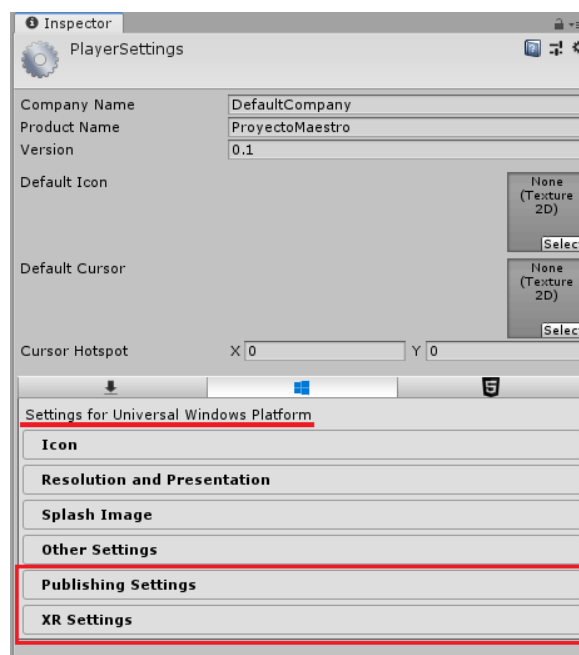 Inspector
PlayerSettings
Company Name DefaultCompany
Product Name ProyectoMaestro
Version 0.1
Default Icon
None
(Texture
2D)
Selec
Default Cursor
None
(Texture
2D)
Selec
Cursor Hotspot X 0 Y 0
Settings for Universal Windows Platform
Icon
Resolution and Presentation
Splash Image
Other Settings
Publishing Settings
XR Settings